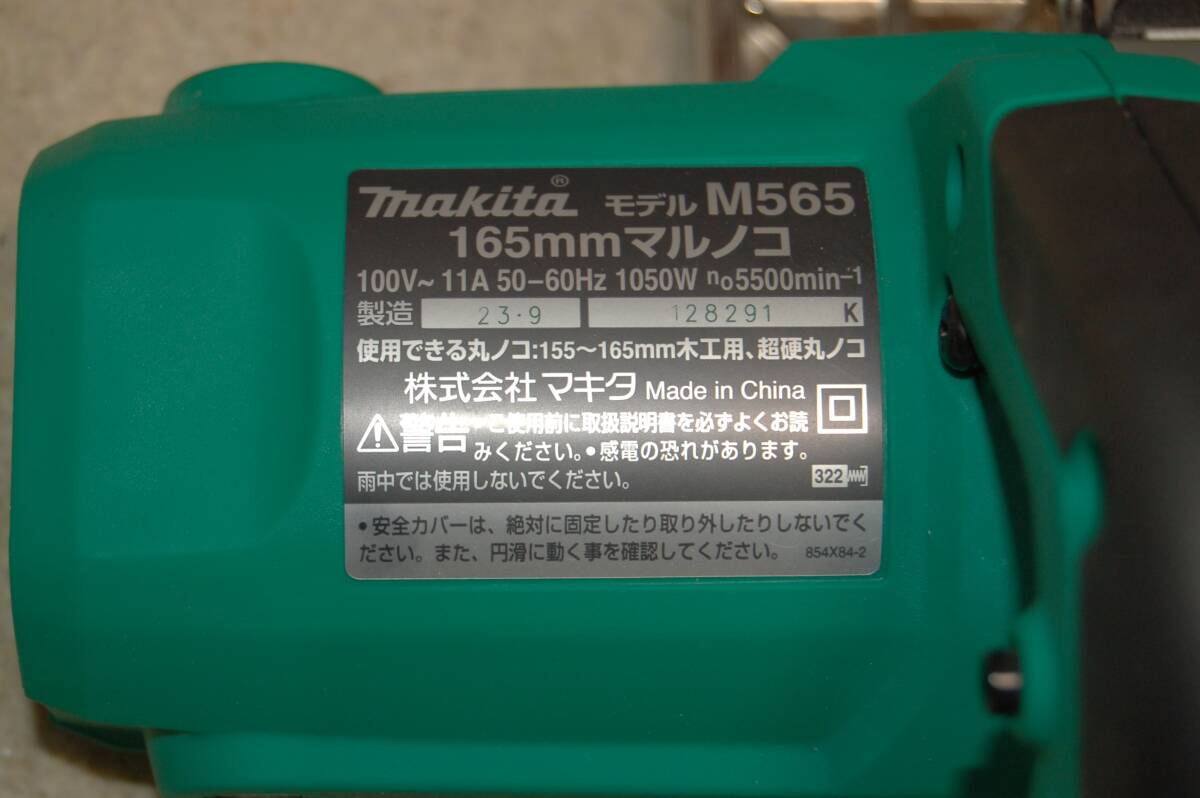 makita® モデル M565
165mmマルノコ
100V~ 11A 50-60Hz 1050W n₀5500min⁻¹
製造 23・9 128291 K
使用できる丸ノコ:155~165mm木工用、超硬丸ノコ
株式会社 マキタ Made in China
警告 ご使用前に取扱説明書を必ずよくお読
みください。●感電の恐れがあります。
雨中では使用しないでください。
322
●安全カバーは、絶対に固定したり取り外したりしないでく
ださい。また、円滑に動く事を確認してください。 854X84-2